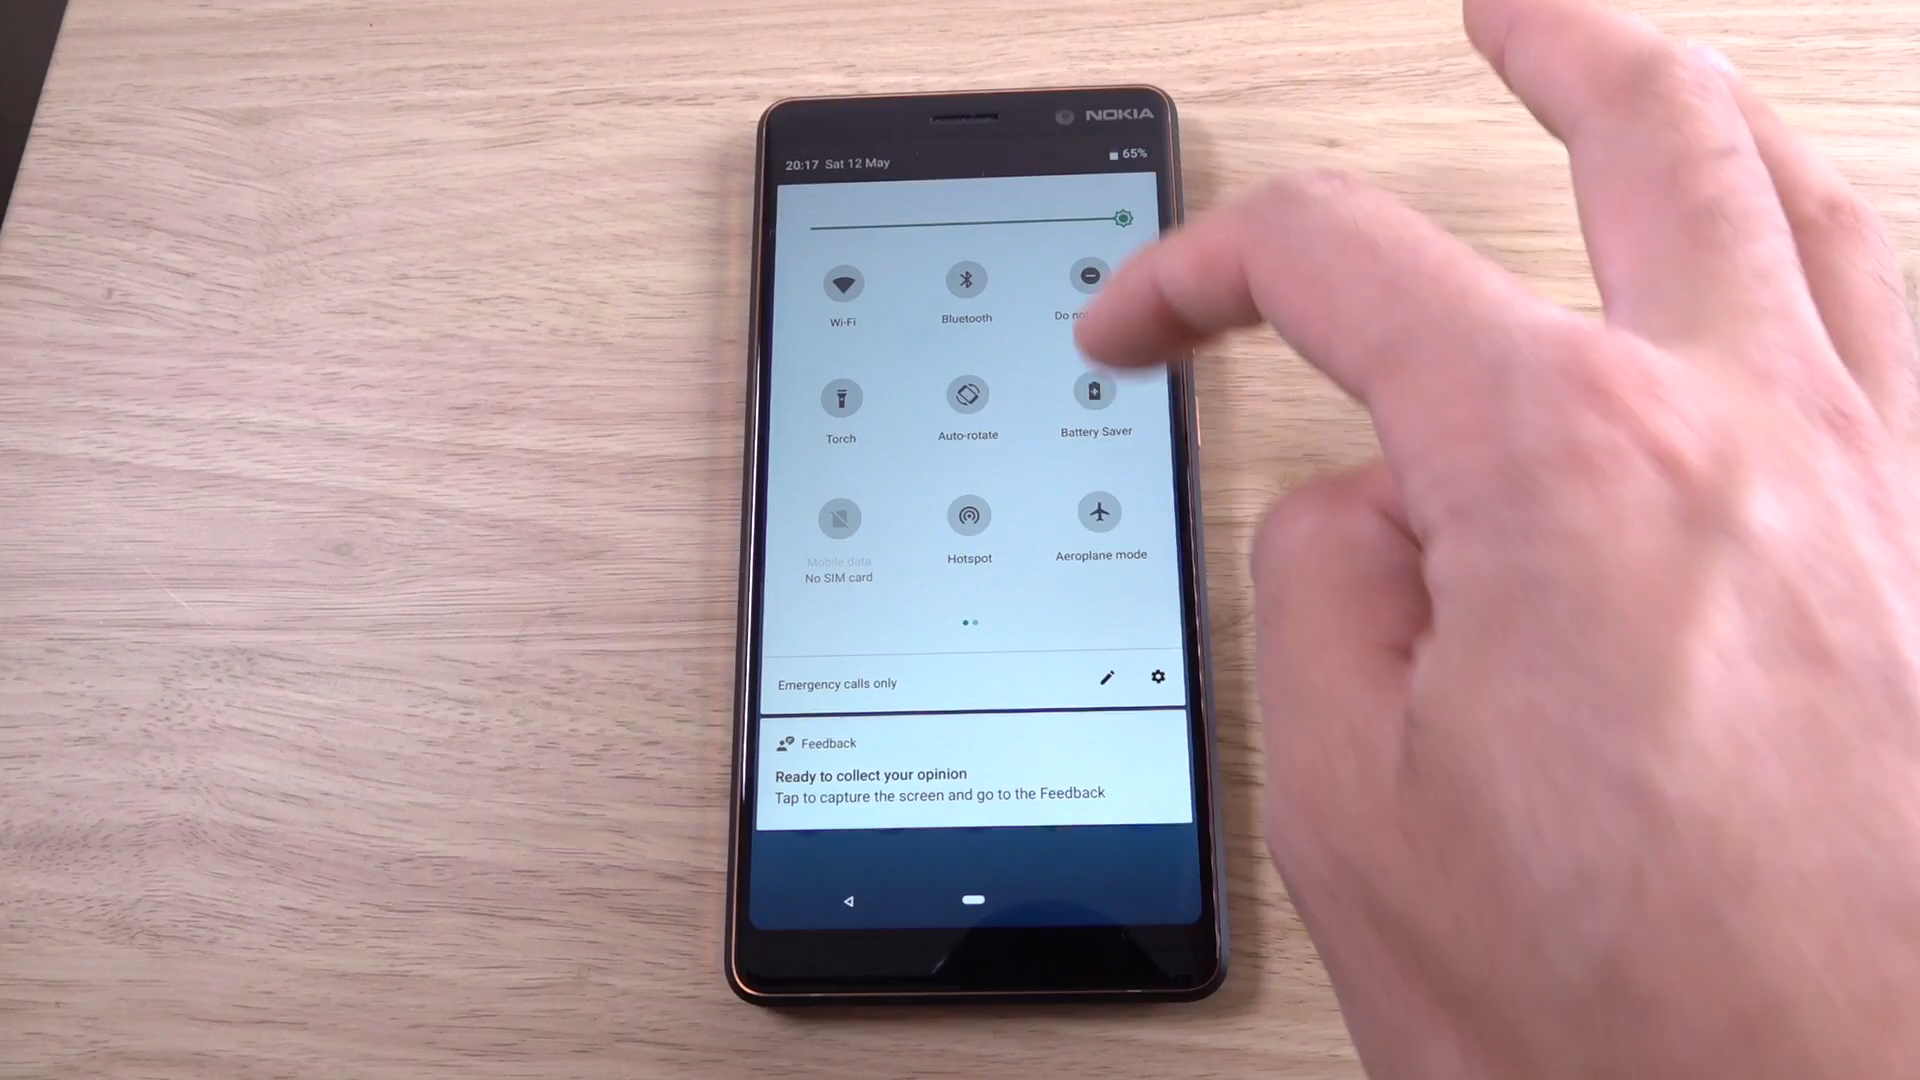 NOKIA
20:17 Sat 12 May
65%
Wi-Fi
Bluetooth
Do
Torch
Auto-rotate
Battery Saver
Mobile data
No SIM card
Hotspot
Aeroplane mode
Emergency calls only
Feedback
Ready to collect your opinion
Tap to capture the screen and go to the Feedback